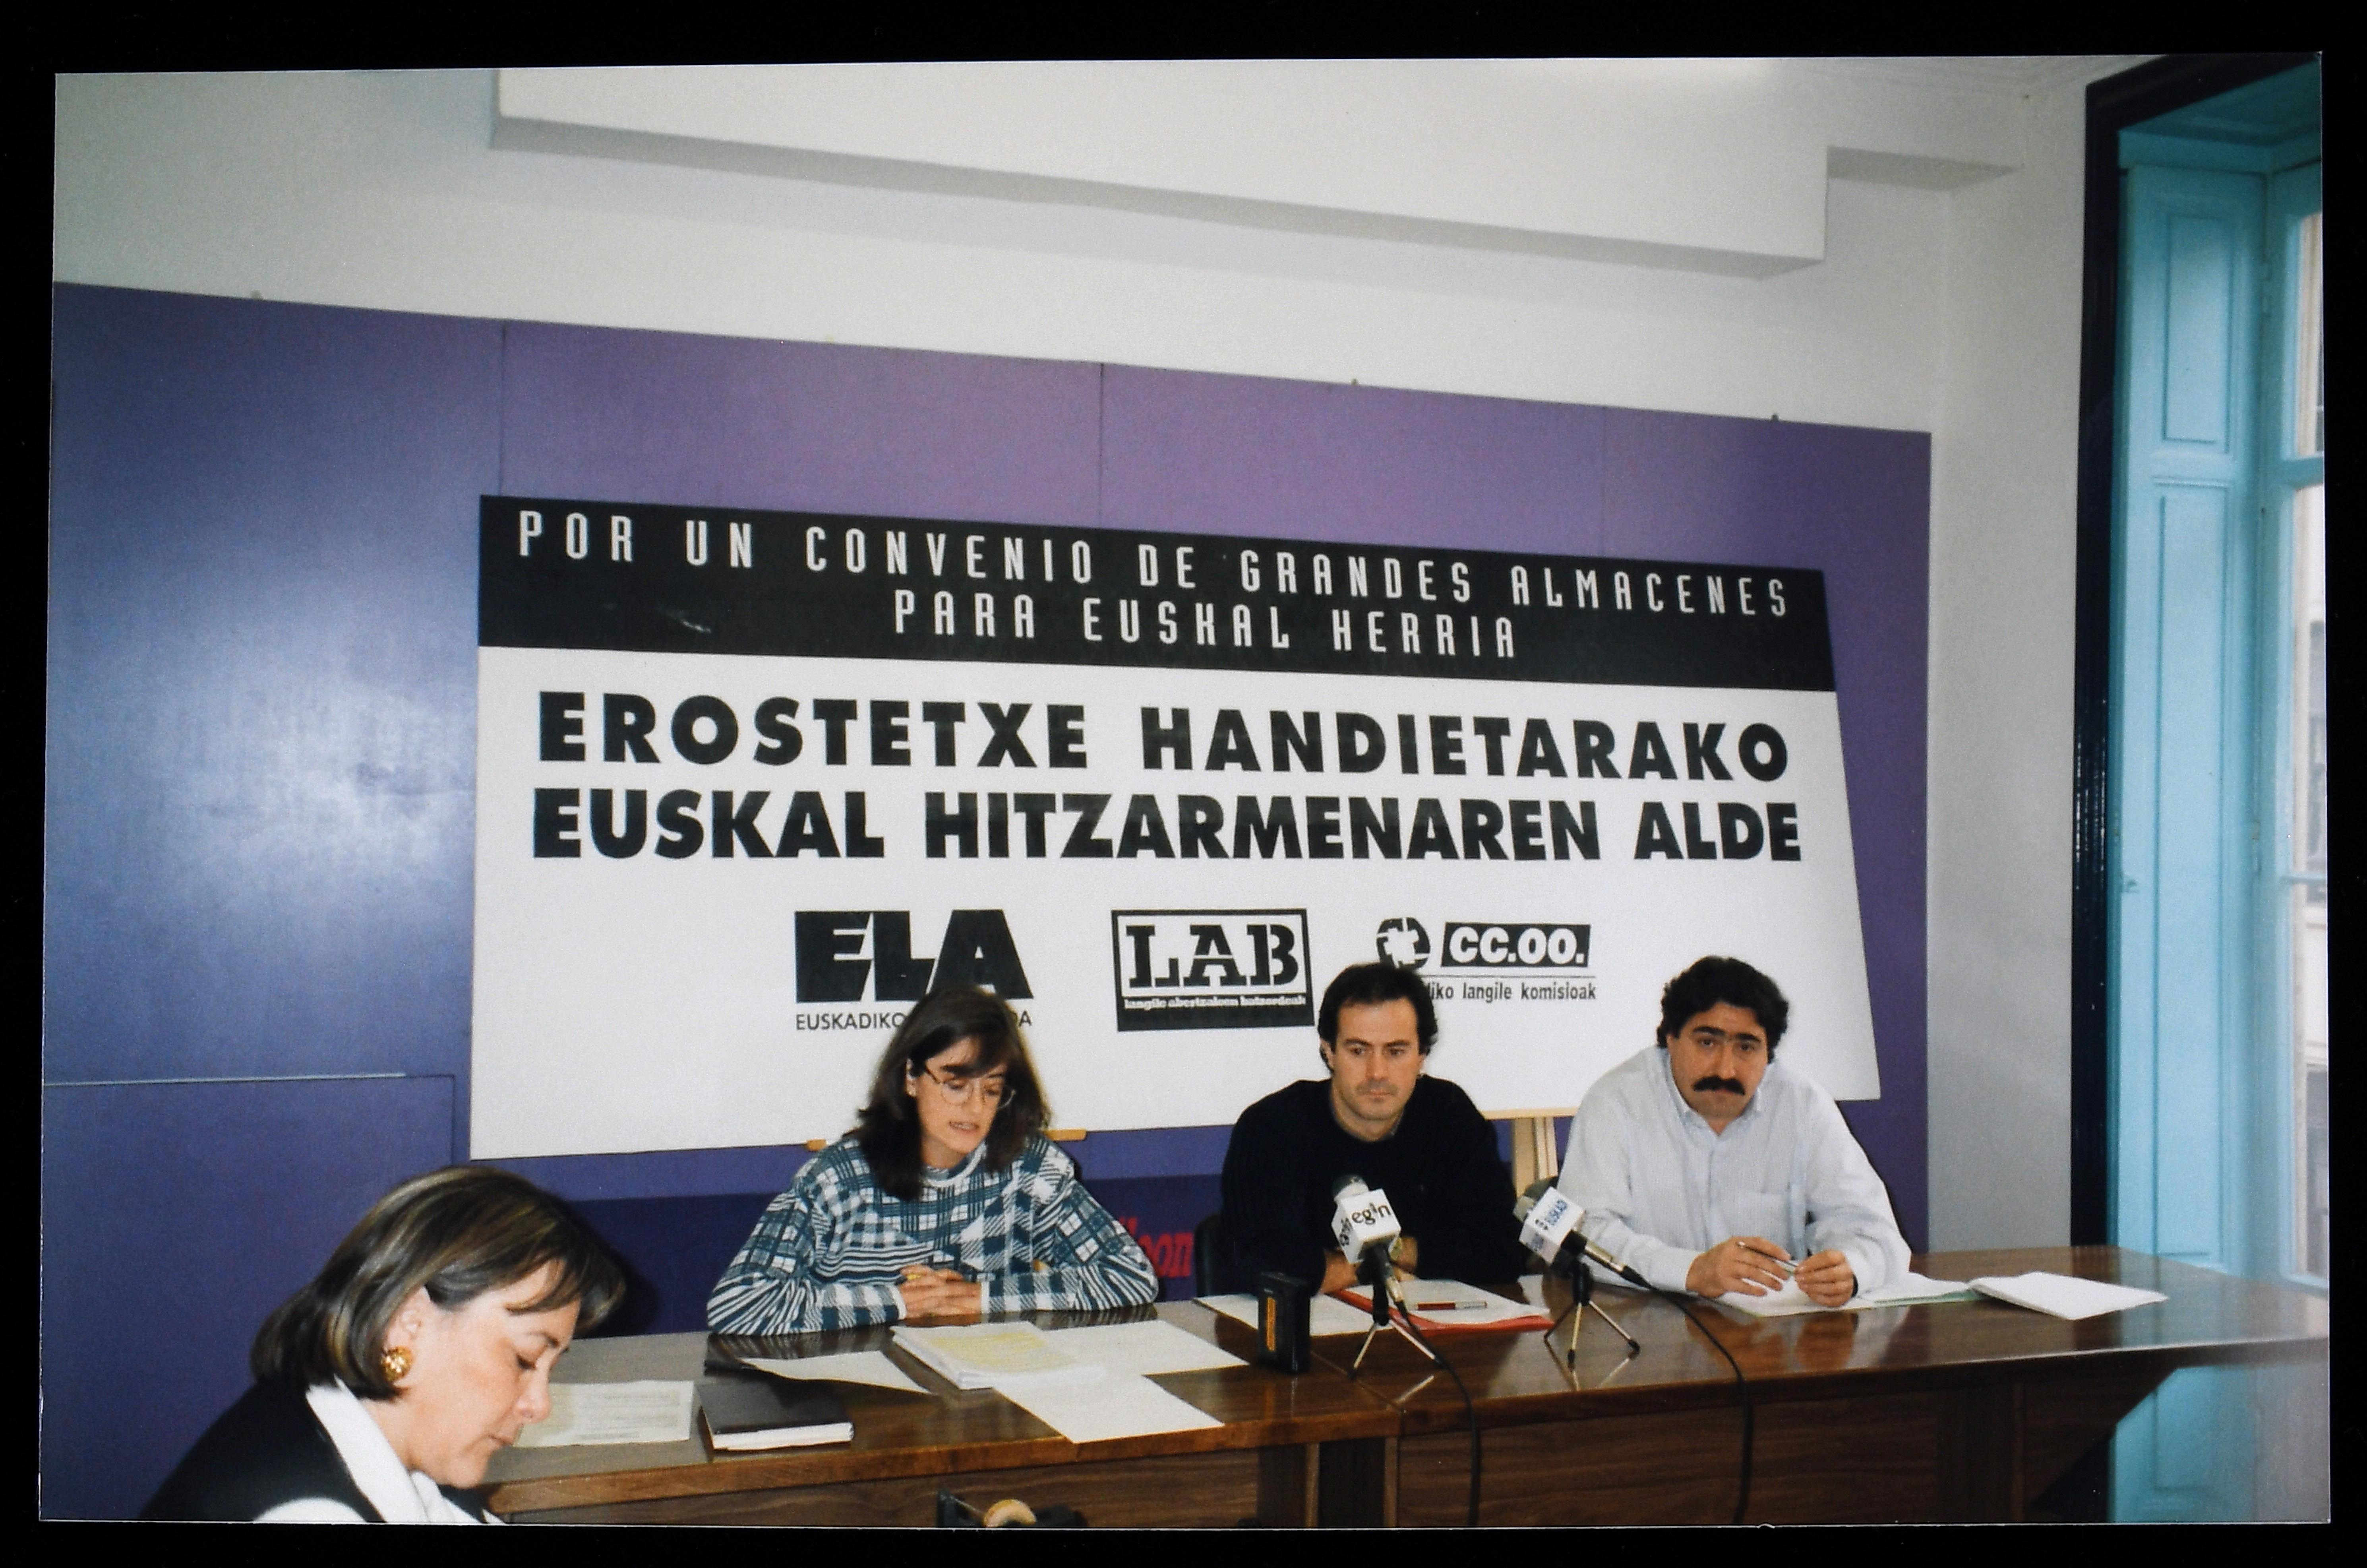 POR UN CONVENIO DE GRANDES ALMACENES
PARA EUSKAL HERRIA
EROSTETXE HANDIETARAKO
EUSKAL HITZARMENAREN ALDE
ELA
EUSKADIKO
LAB
langile abertzaleen batzordeak
CC.OO.
langile komisioak
egin
EUSKADI